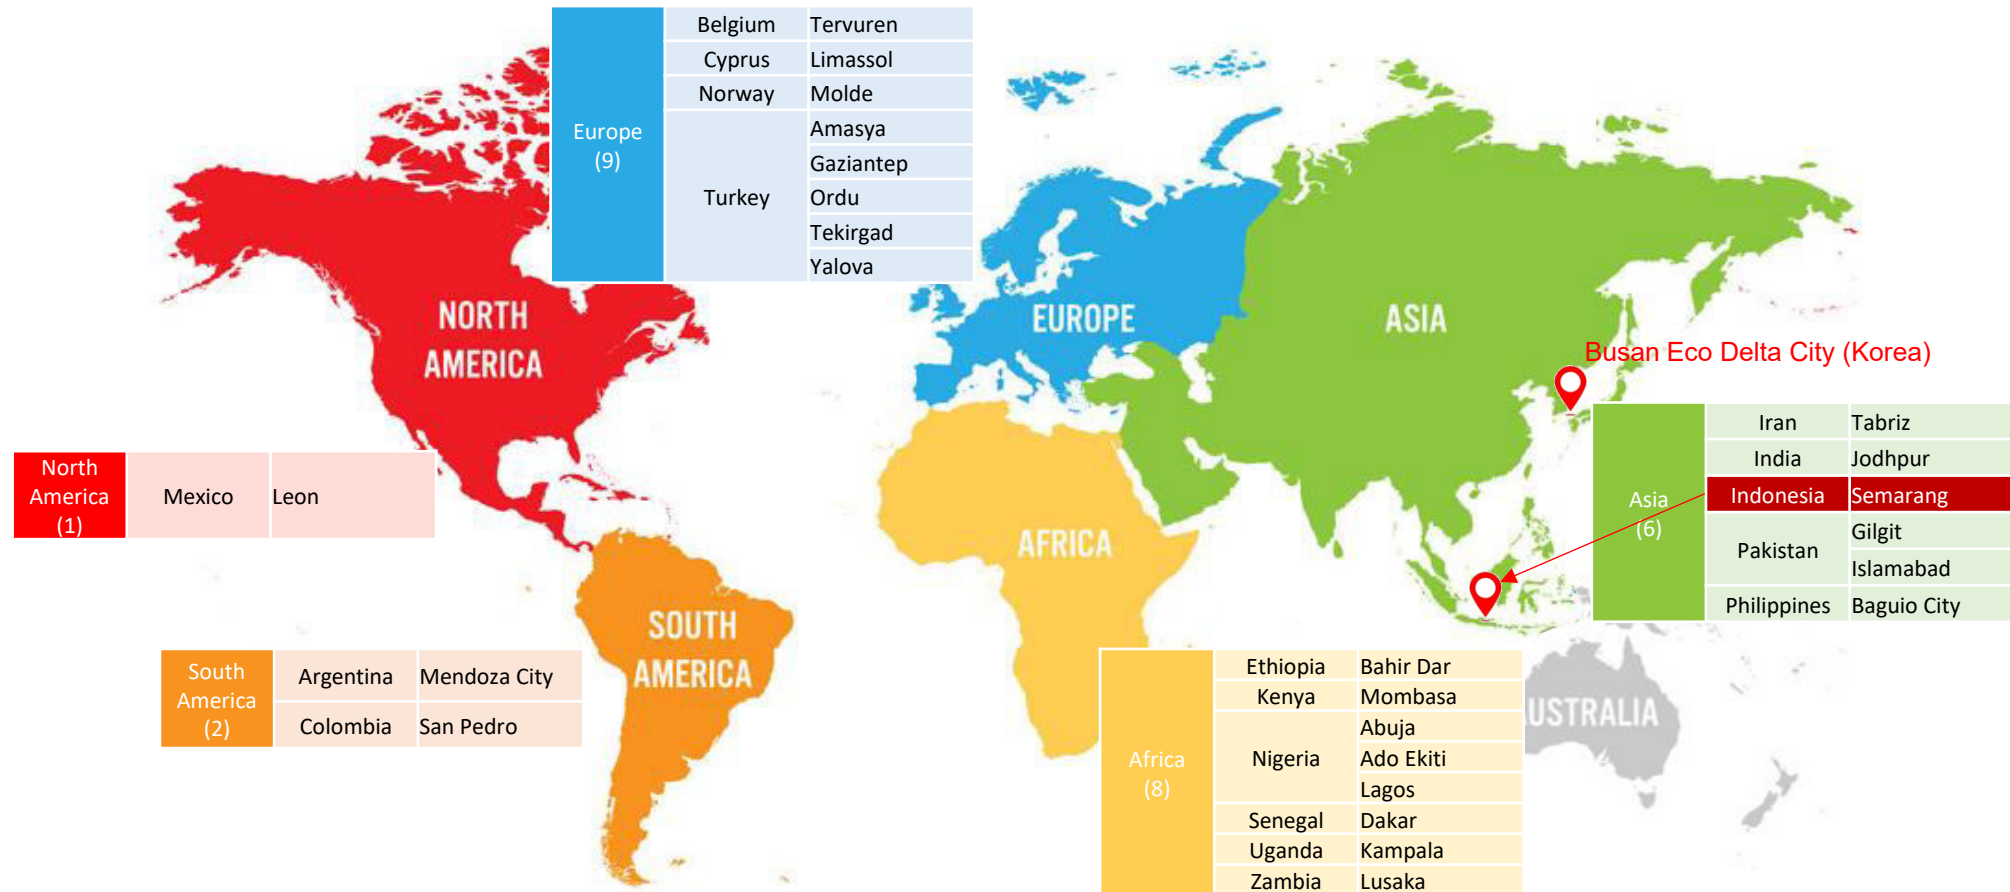 Europe
(9)
Belgium Tervuren
Cyprus Limassol
Norway Molde
Turkey
Amasya
Gaziantep
Ordu
Tekirgad
Yalova
NORTH
AMERICA
EUROPE
ASIA
Busan Eco Delta City (Korea)
North
America
(1)
Mexico Leon
Asia
(6)
Iran Tabriz
India Jodhpur
Indonesia Semarang
Pakistan
Gilgit
Islamabad
Philippines Baguio City
AFRICA
SOUTH
AMERICA
South
America
(2)
Argentina Mendoza City
Colombia San Pedro
Africa
(8)
Ethiopia Bahir Dar
Kenya Mombasa
Nigeria
Abuja
Ado Ekiti
Lagos
Senegal Dakar
Uganda Kampala
Zambia Lusaka
USTRALIA